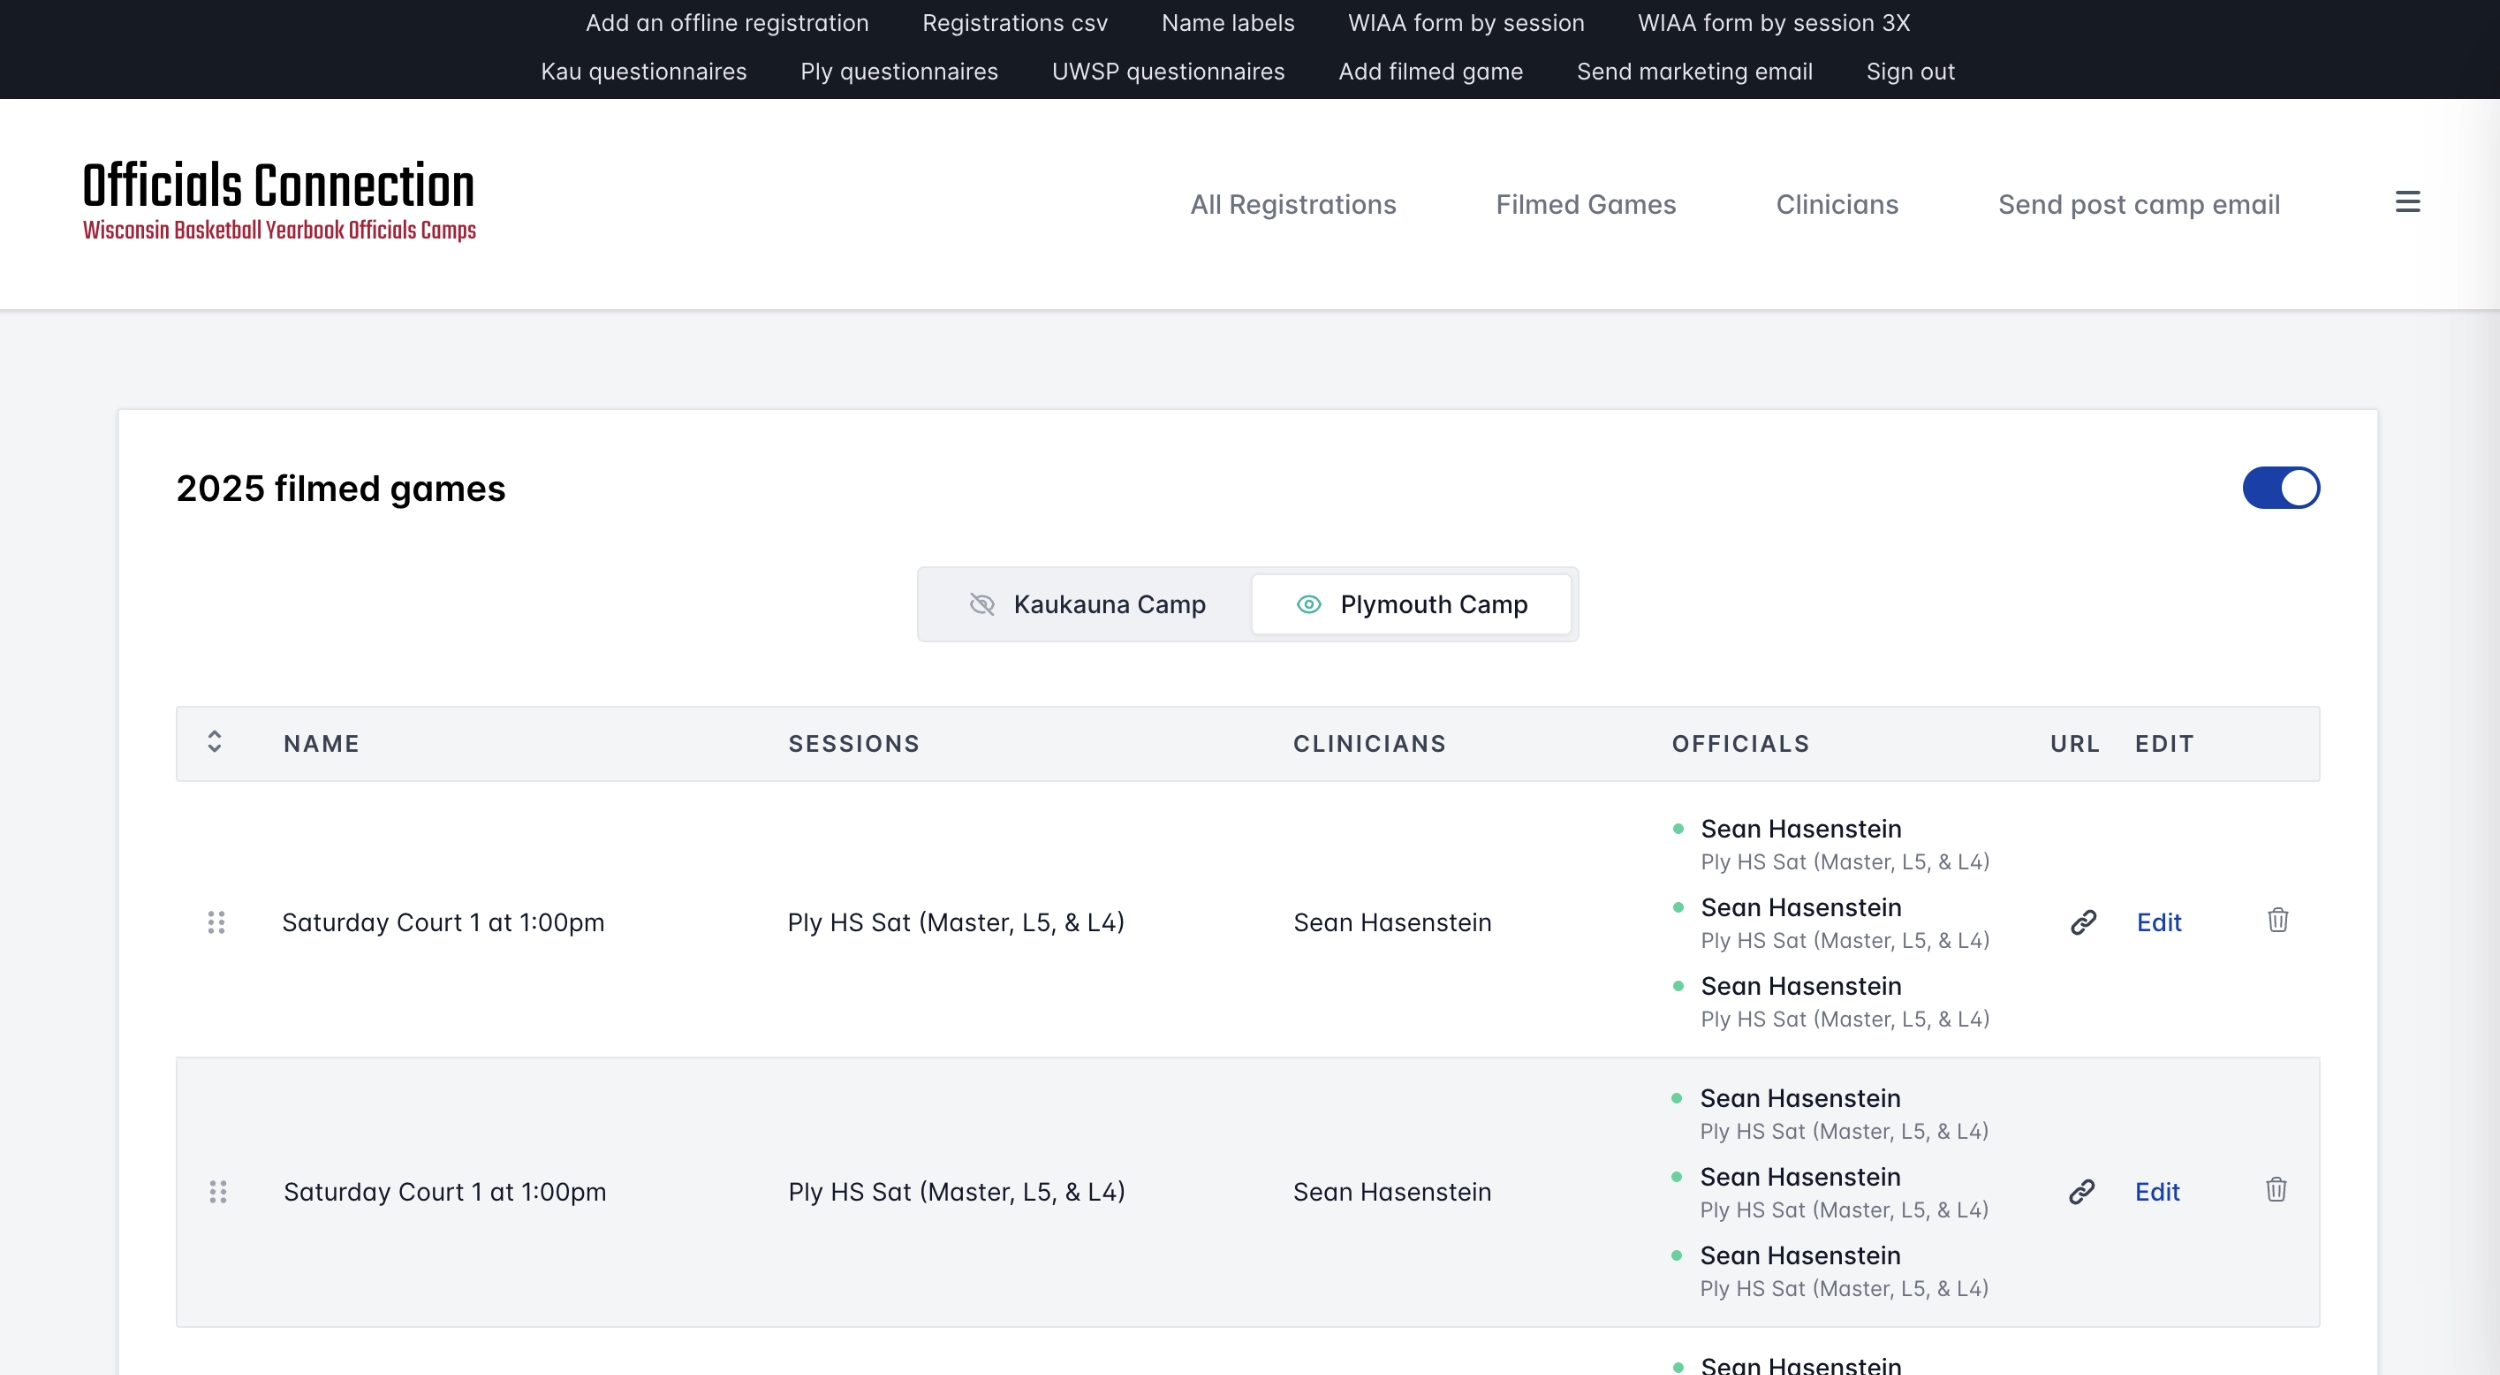 Add an offline registration Registrations csv Name labels WIAA form by session WIAA form by session 3X
Kau questionnaires Ply questionnaires UWSP questionnaires Add filmed game Send marketing email Sign out
Officials Connection
Wisconsin Basketball Yearbook Officials Camps
All Registrations Filmed Games Clinicians Send post camp email
2025 filmed games
Kaukauna Camp Plymouth Camp
NAME SESSIONS CLINICIANS OFFICIALS URL EDIT
Sean Hasenstein
Ply HS Sat (Master, L5, & L4)
Sean Hasenstein
Saturday Court 1 at 1:00pm Ply HS Sat (Master, L5, & L4) Sean Hasenstein Edit
Ply HS Sat (Master, L5, & L4)
Sean Hasenstein
Ply HS Sat (Master, L5, & L4)
Sean Hasenstein
Ply HS Sat (Master, L5, & L4)
Sean Hasenstein
Saturday Court 1 at 1:00pm Ply HS Sat (Master, L5, & L4) Sean Hasenstein Edit
Ply HS Sat (Master, L5, & L4)
Sean Hasenstein
Ply HS Sat (Master, L5, & L4)
Sean Hasenstein